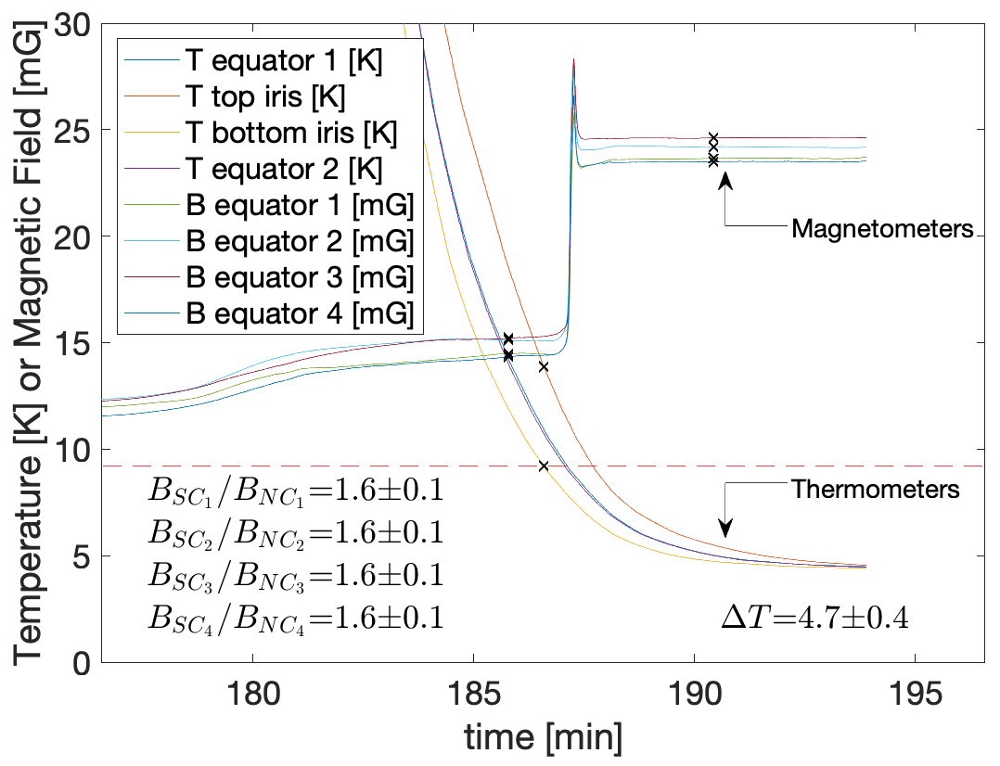 Temperature [K] or Magnetic Field [mG]
30
25
20
15
10
5
0
T equator 1 [K]
T top iris [K]
T bottom iris [K]
T equator 2 [K]
B equator 1 [mG]
B equator 2 [mG]
B equator 3 [mG]
B equator 4 [mG]
Magnetometers
Thermometers
B_{SC_1}/B_{NC_1}=1.6±0.1
B_{SC_2}/B_{NC_2}=1.6±0.1
B_{SC_3}/B_{NC_3}=1.6±0.1
B_{SC_4}/B_{NC_4}=1.6±0.1
ΔT=4.7±0.4
180 185 190 195
time [min]